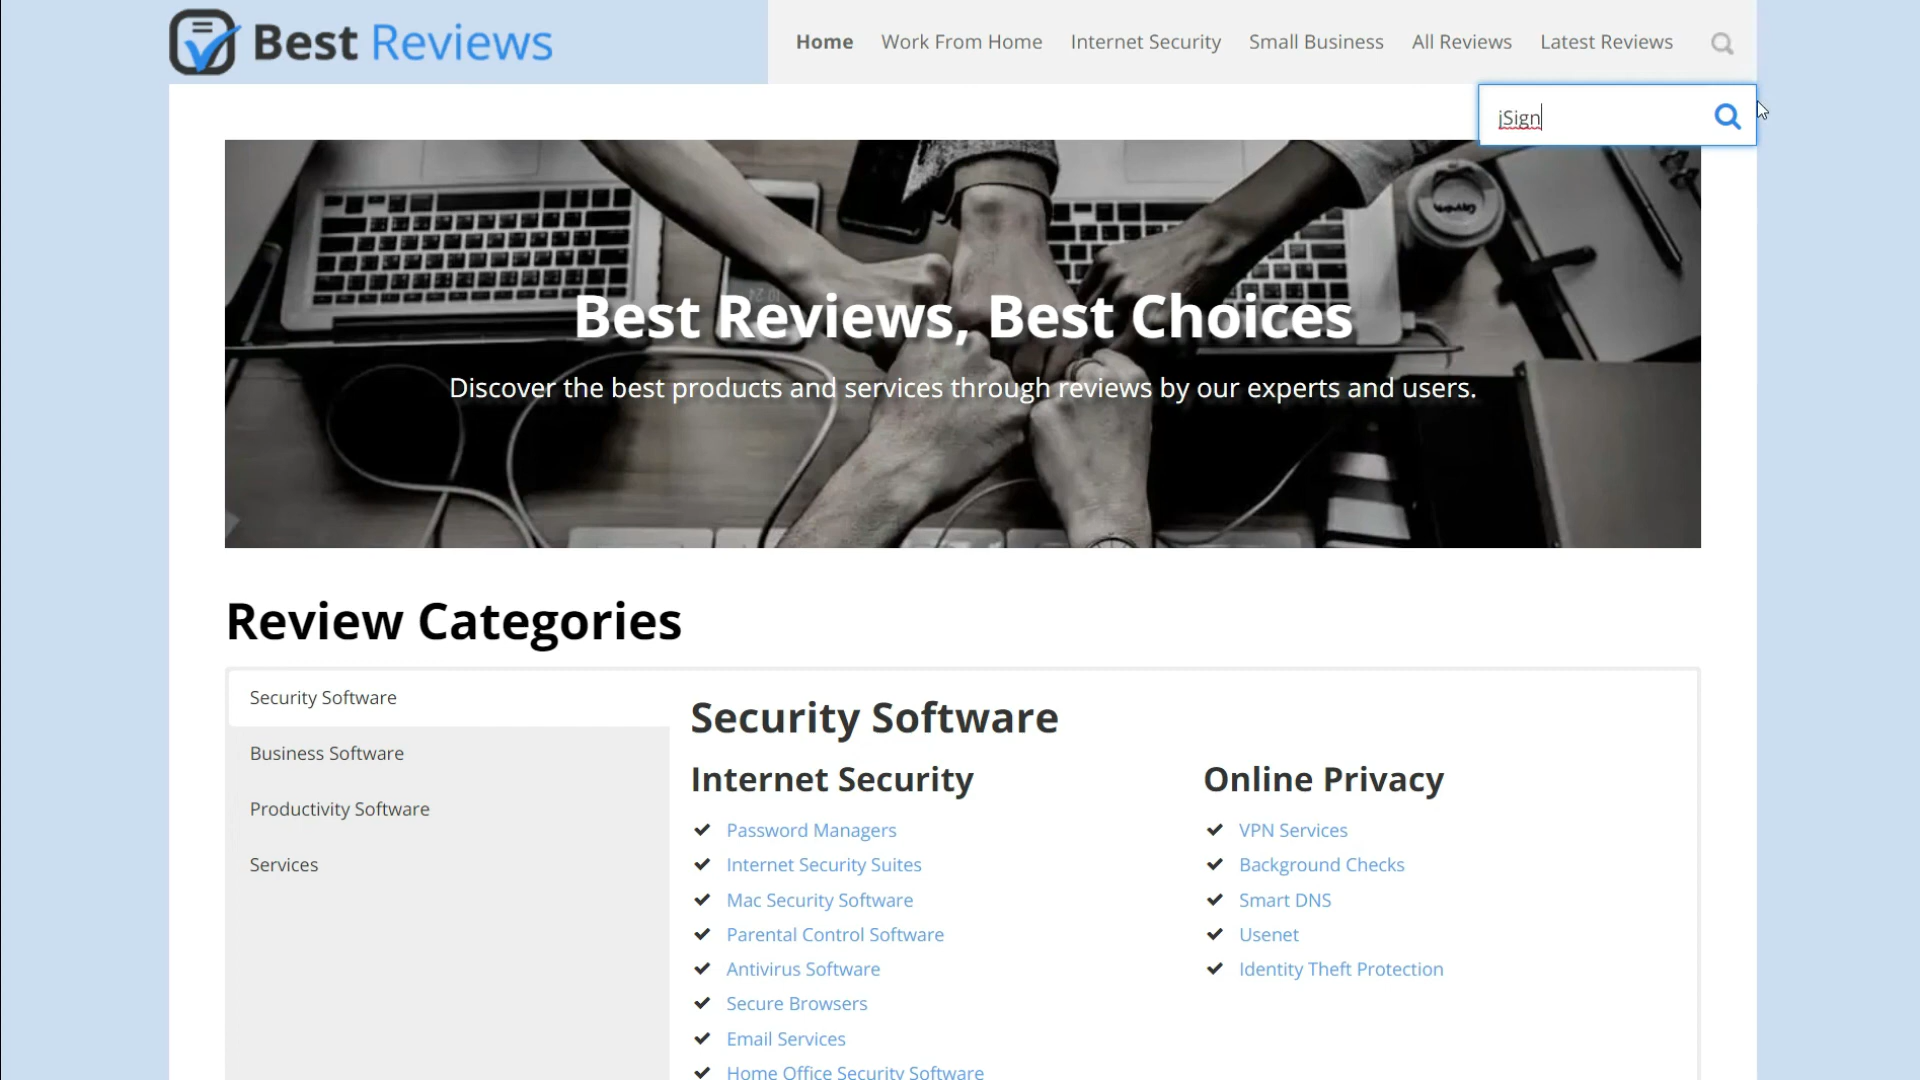 Best Reviews
Home Work From Home Internet Security Small Business All Reviews Latest Reviews
jSign
Best Reviews, Best Choices
Discover the best products and services through reviews by our experts and users.
Review Categories
Security Software
Business Software
Productivity Software
Services
Security Software
Internet Security
Password Managers
Internet Security Suites
Mac Security Software
Parental Control Software
Antivirus Software
Secure Browsers
Email Services
Home Office Security Software
Online Privacy
VPN Services
Background Checks
Smart DNS
Usenet
Identity Theft Protection